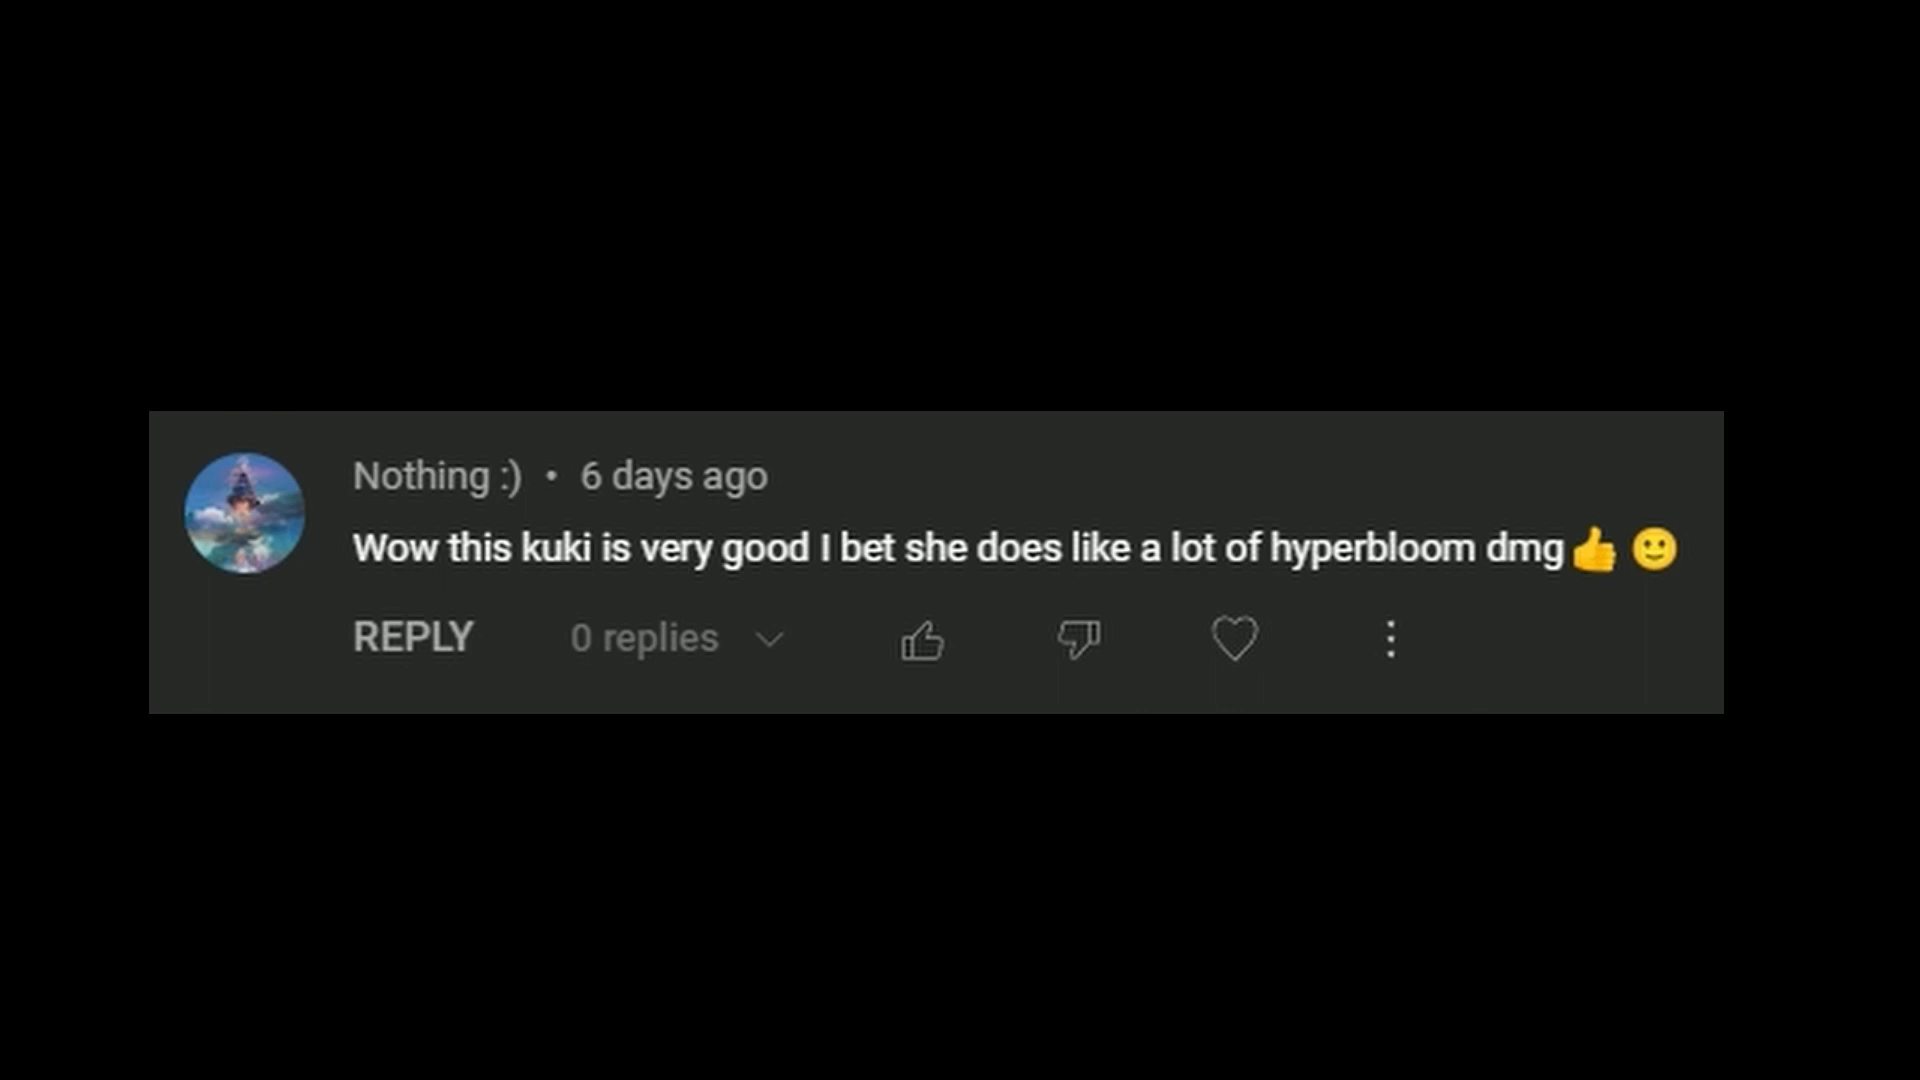 Nothing :) • 6 days ago
Wow this kuki is very good I bet she does like a lot of hyperbloom dmg👍 🙂
REPLY 0 replies